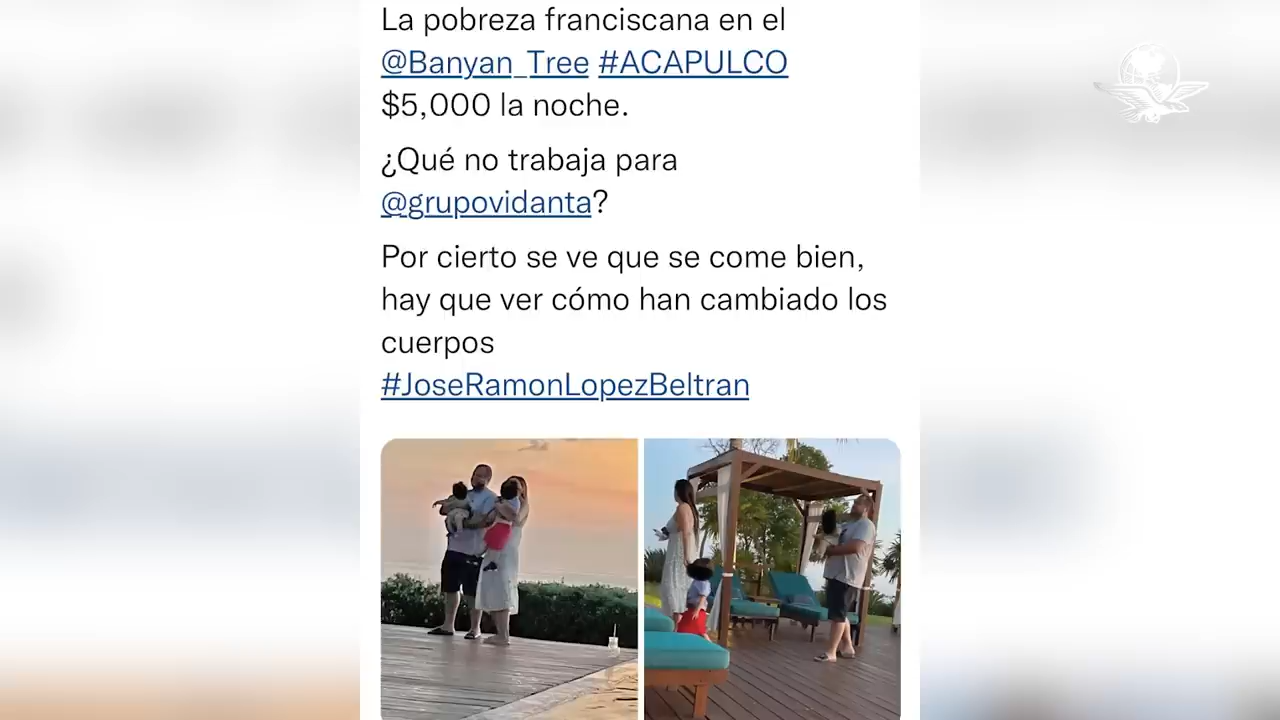 La pobreza franciscana en el
@Banyan_Tree #ACAPULCO
$5,000 la noche.
¿Qué no trabaja para
@grupovidanta?
Por cierto se ve que se come bien,
hay que ver cómo han cambiado los
cuerpos
#JoseRamonLopezBeltran